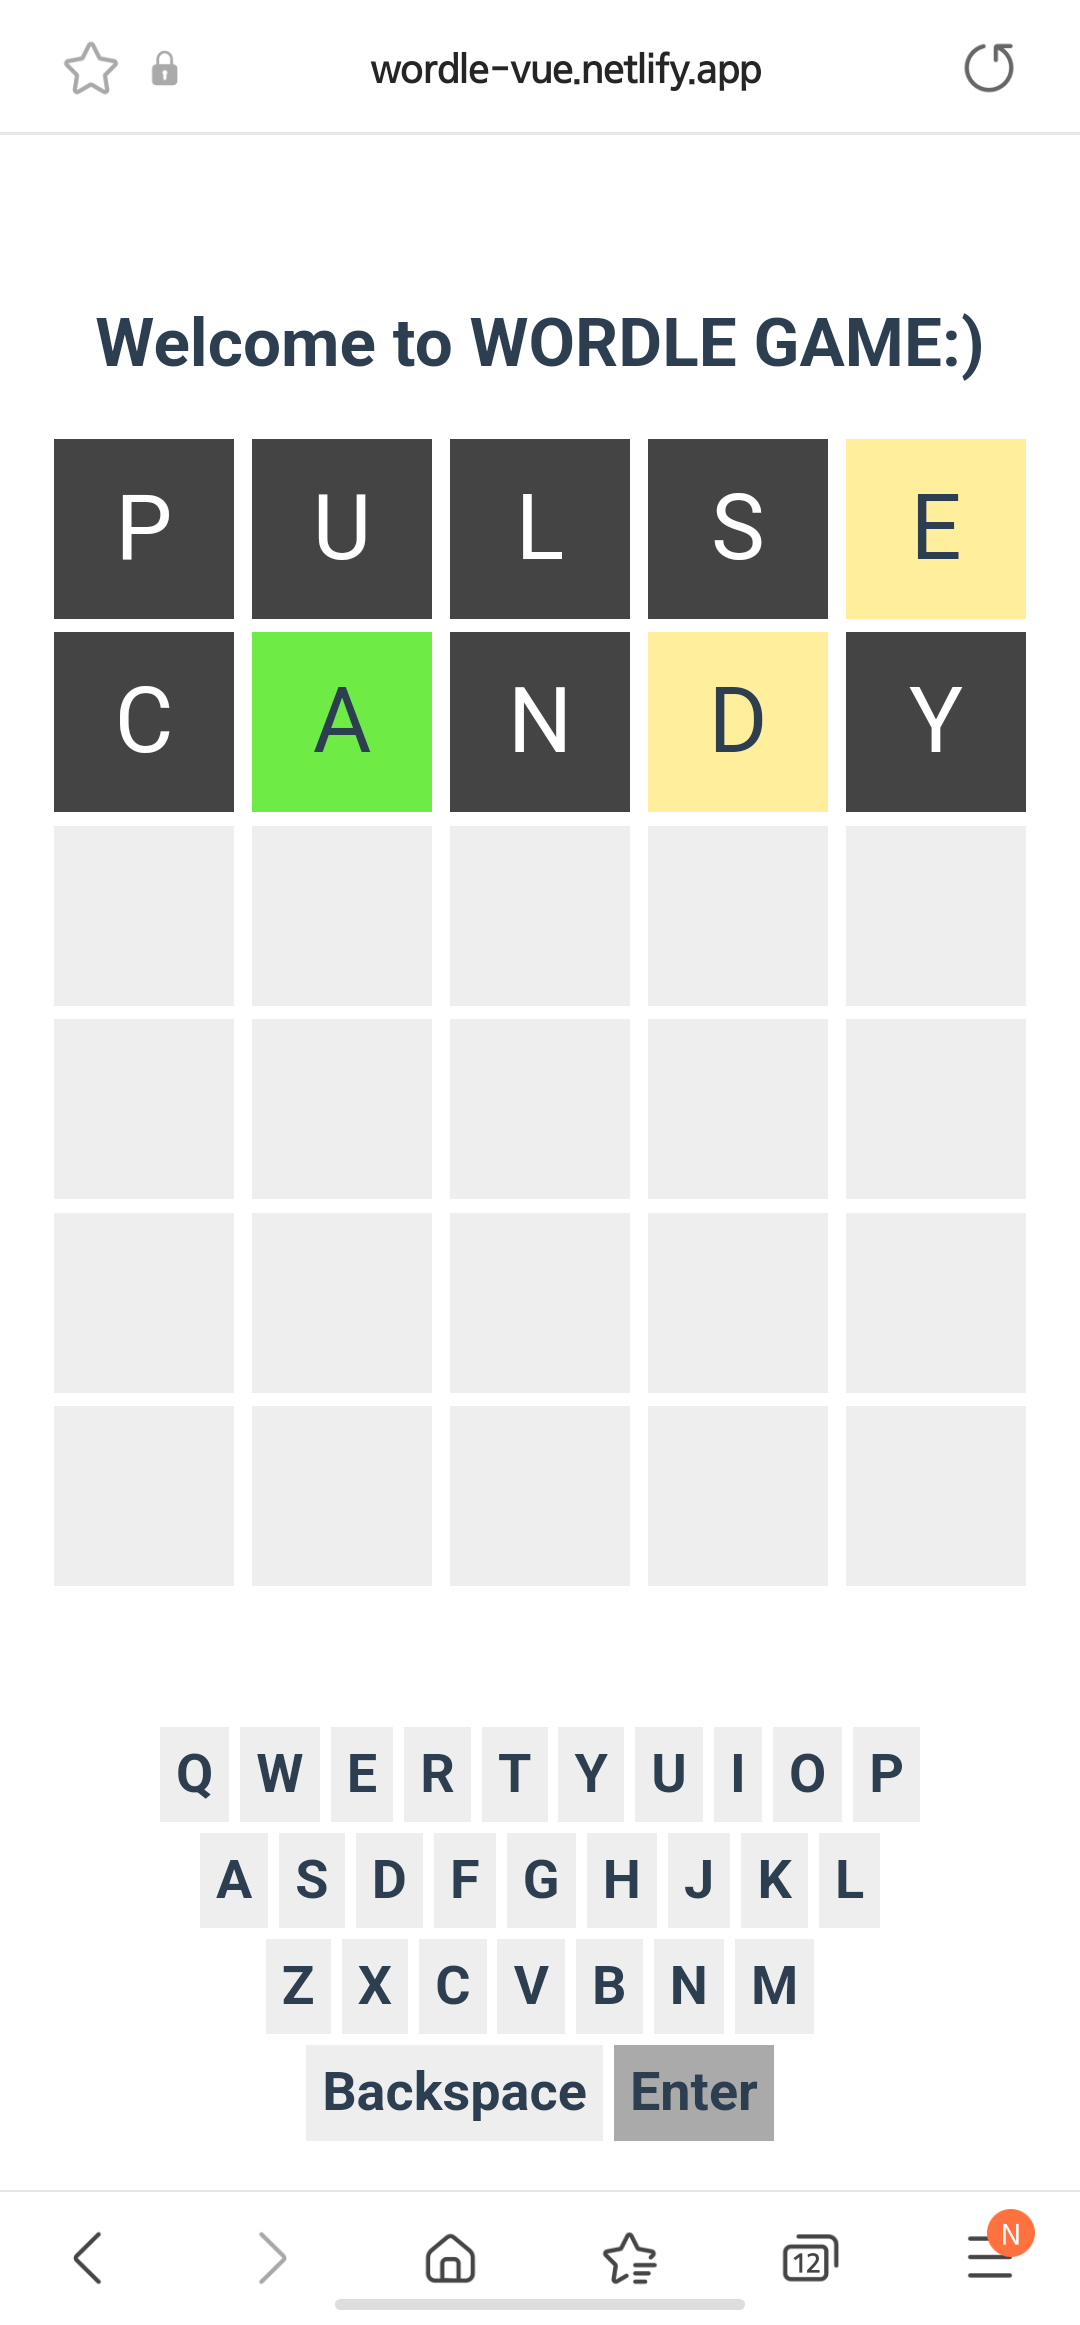 wordle-vue.netlify.app
Welcome to WORDLE GAME:)
P U L S E
C A N D Y
Q W E R T Y U I O P
A S D F G H J K L
Z X C V B N M
Backspace Enter
12 N